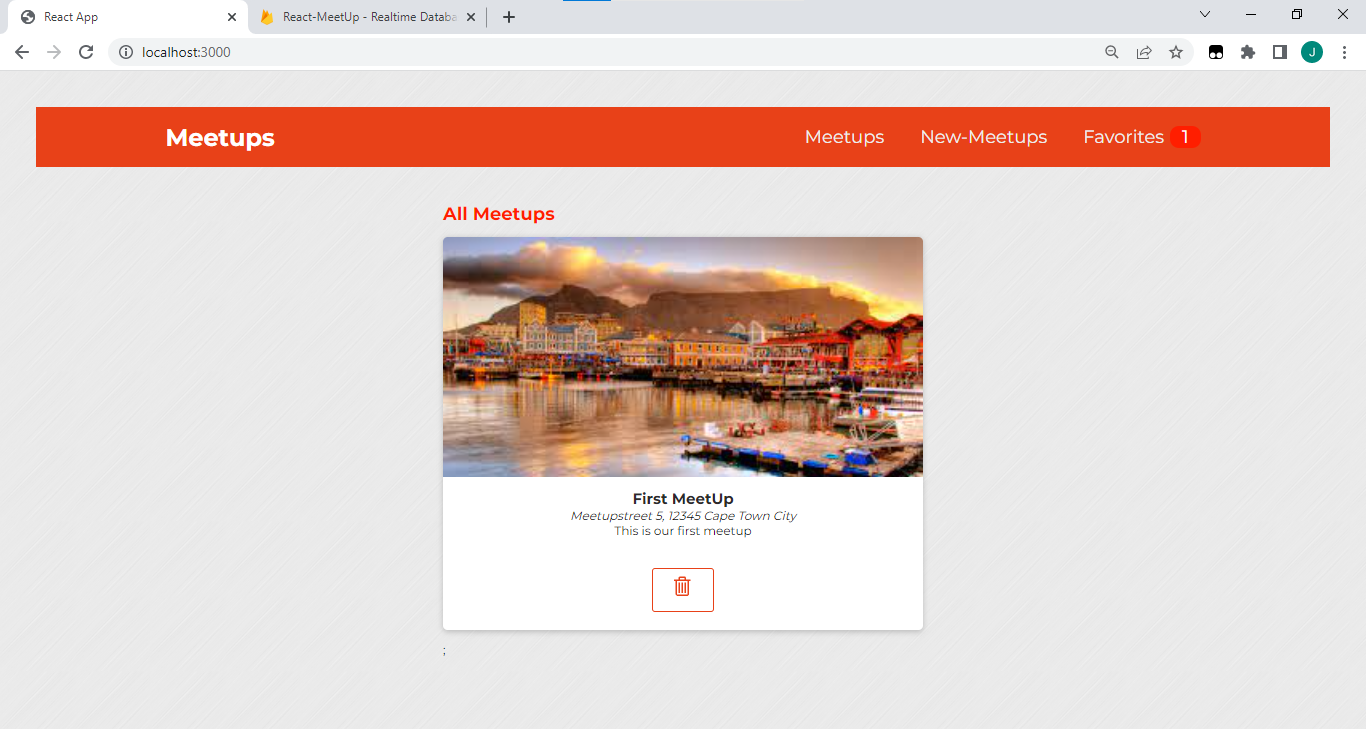 React App
React-MeetUp - Realtime Databa
localhost:3000
J
Meetups
Meetups New-Meetups Favorites 1
All Meetups
First MeetUp
Meetupstreet 5, 12345 Cape Town City
This is our first meetup
;